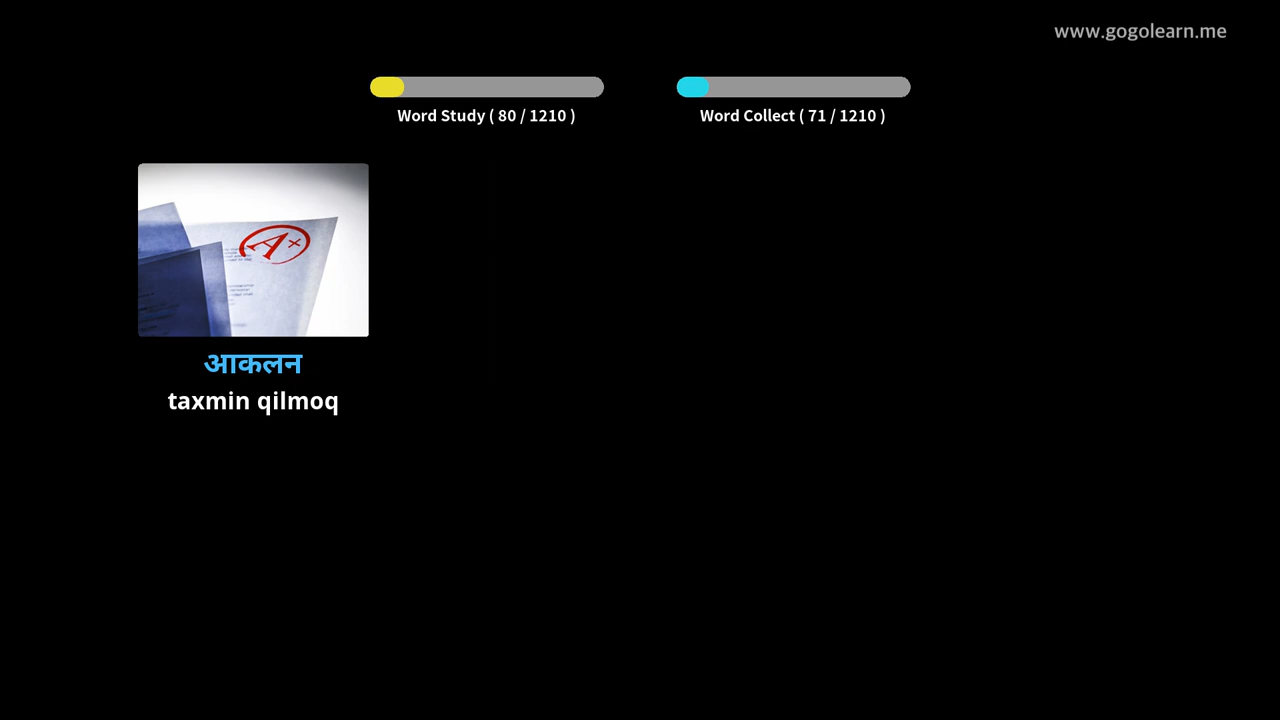 www.gogolearn.me
Word Study ( 80 / 1210 )
Word Collect ( 71 / 1210 )
A+
आकलन
taxmin qilmoq